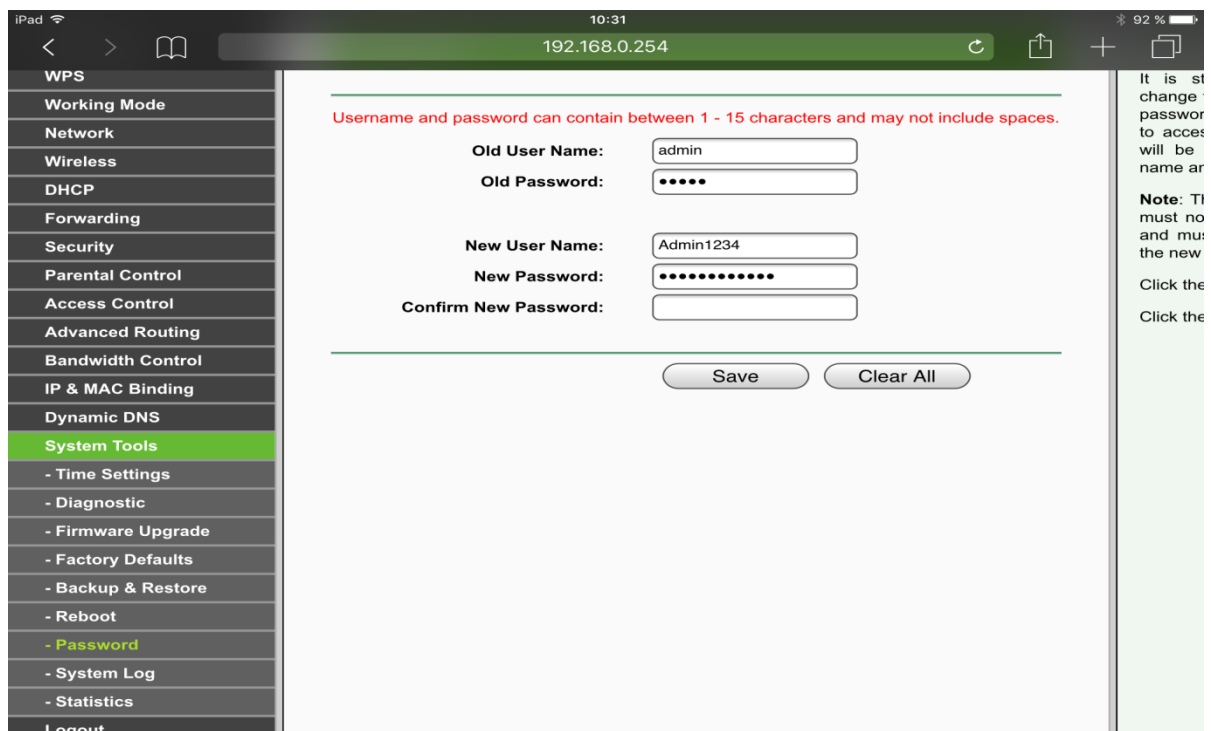 iPad 10:31 92 %
192.168.0.254
WPS
Working Mode
Network
Wireless
DHCP
Forwarding
Security
Parental Control
Access Control
Advanced Routing
Bandwidth Control
IP & MAC Binding
Dynamic DNS
System Tools
- Time Settings
- Diagnostic
- Firmware Upgrade
- Factory Defaults
- Backup & Restore
- Reboot
- Password
- System Log
- Statistics
Logout
Username and password can contain between 1 - 15 characters and may not include spaces.
Old User Name: admin
Old Password: •••••
New User Name: Admin1234
New Password: ••••••••••••
Confirm New Password:
Save Clear All
It is
change
to
will be
name
Note:
must
and
the new
Click the
Click the